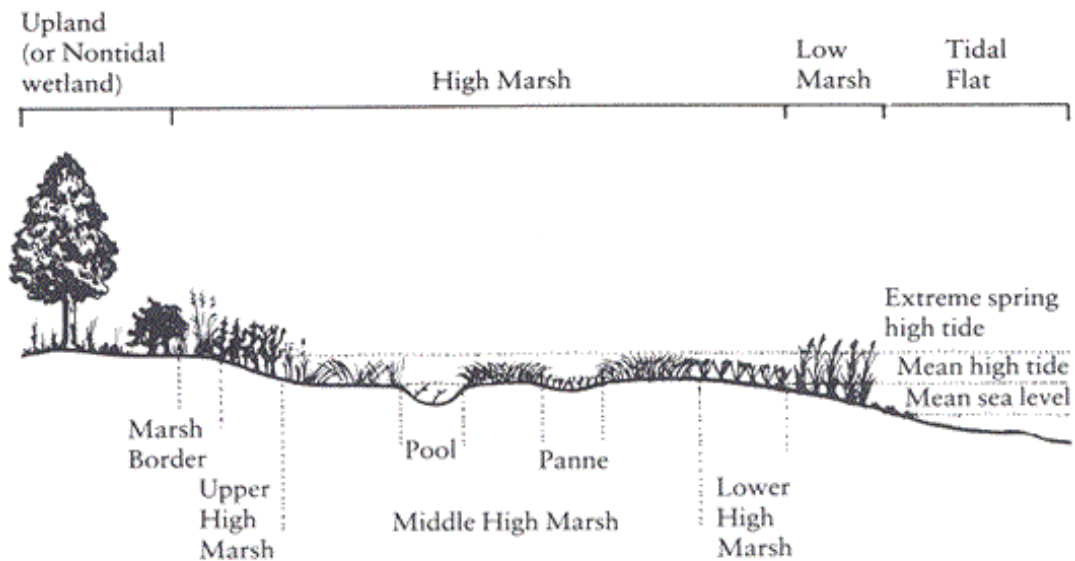 Upland
(or Nontidal
wetland)
High Marsh
Low
Marsh
Tidal
Flat
Extreme spring
high tide
Mean high tide
Mean sea level
Marsh
Border
Pool
Panne
Upper
High
Marsh
Middle High Marsh
Lower
High
Marsh